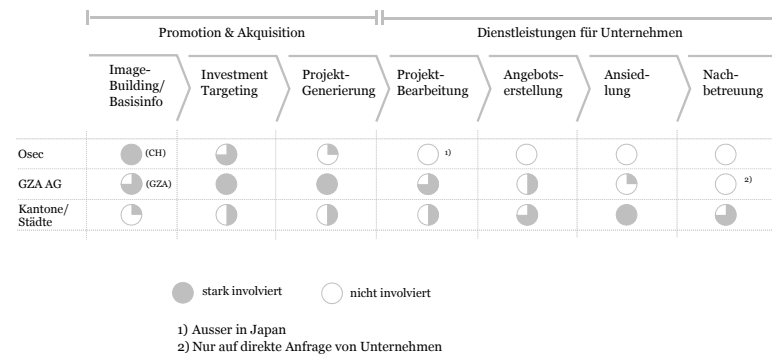 Promotion & Akquisition
Dienstleistungen für Unternehmen
Image-
Building/
Basisinfo
Investment
Targeting
Projekt-
Generierung
Projekt-
Bearbeitung
Angebots-
erstellung
Ansied-
lung
Nach-
betreuung
Osec
(CH)
1)
GZA AG
(GZA)
2)
Kantone/
Städte
stark involviert
nicht involviert
1) Ausser in Japan
2) Nur auf direkte Anfrage von Unternehmen